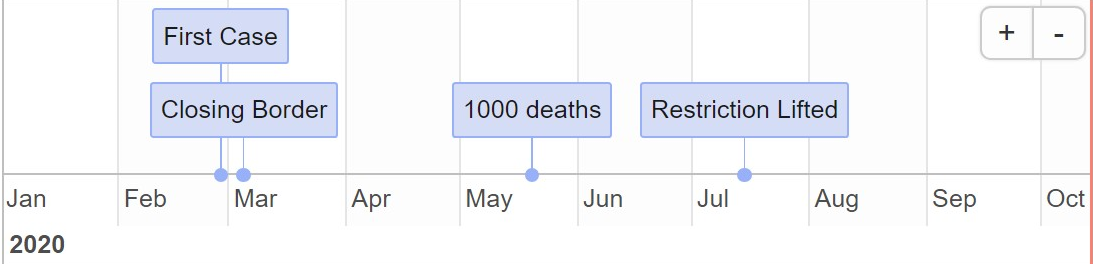 First Case
+ -
Closing Border 1000 deaths Restriction Lifted
Jan Feb Mar Apr May Jun Jul Aug Sep Oct
2020